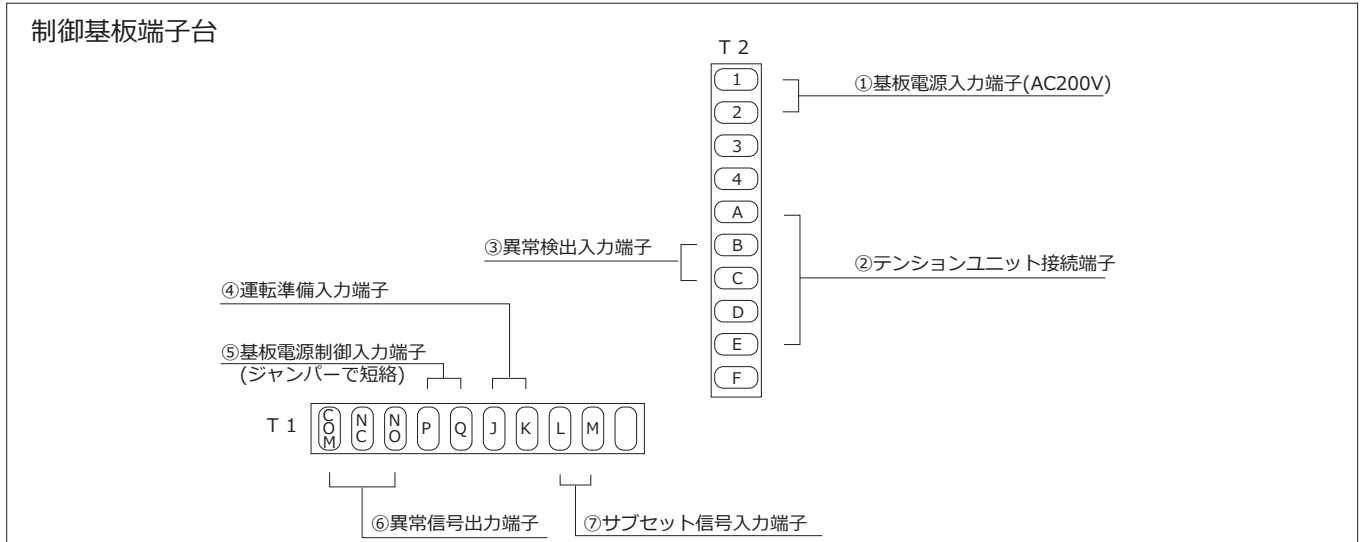 制御基板端子台
T 2
1
①基板電源入力端子(AC200V)
2
3
4
A
③異常検出入力端子
B
②テンションユニット接続端子
C
④運転準備入力端子
D
E
⑤基板電源制御入力端子
(ジャンパーで短絡)
F
T 1 COM NC NO P Q J K L M
⑥異常信号出力端子
⑦サブセット信号入力端子